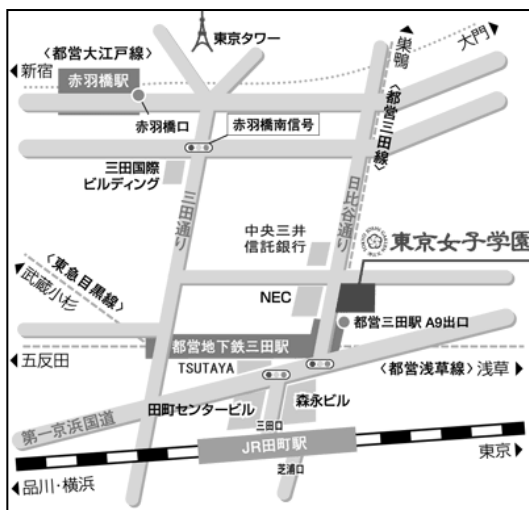 東京タワー
〈都営大江戸線〉
新宿
赤羽橋駅
赤羽橋口
巣鴨
大門
〈都営三田線〉
赤羽橋南信号
三田国際
ビルディング
三田通り
日比谷通り
中央三井
信託銀行
東京女子学園
〈東急目黒線〉
武蔵小杉
NEC
都営三田駅 A9出口
都営地下鉄三田駅
五反田
TSUTAYA
〈都営浅草線〉
浅草
田町センタービル
森永ビル
第一京浜国道
三田口
JR田町駅
芝浦口
東京
品川・横浜